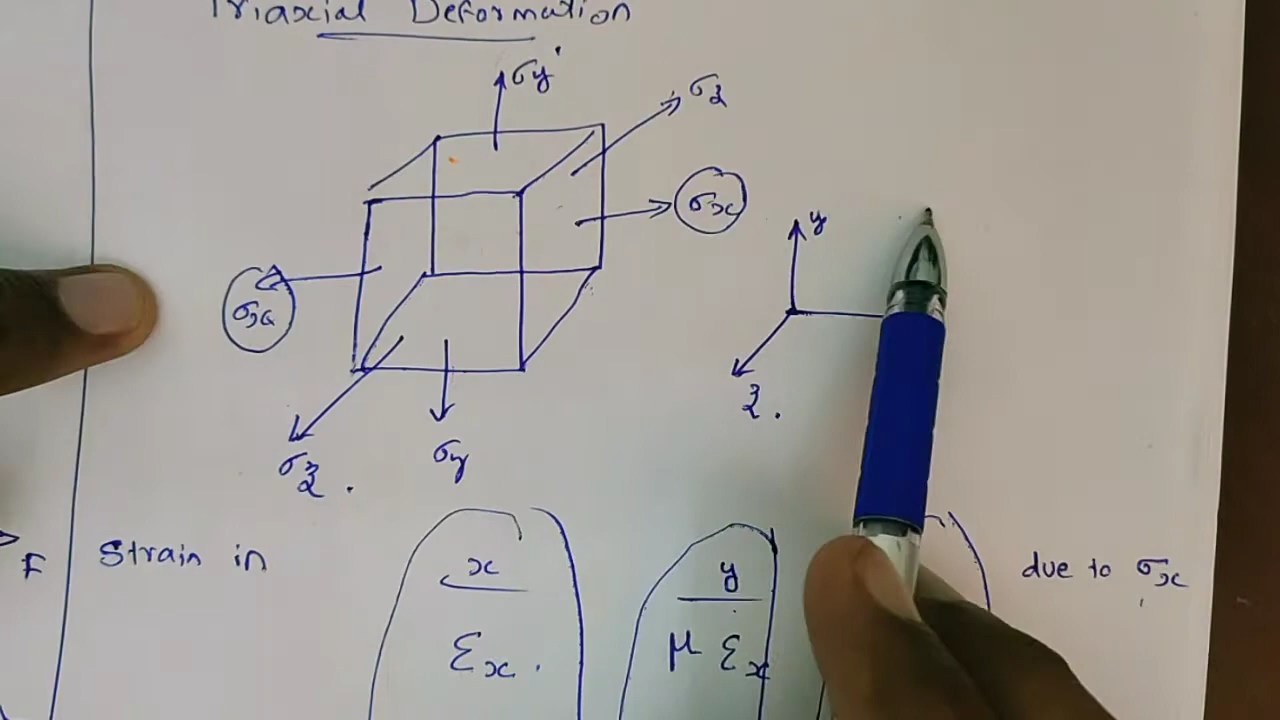 Triaxial Deformation
σy
σz
σx
y
σx
z.
σy
σz.
F
Strain in x y due to σx
εx. μ εx